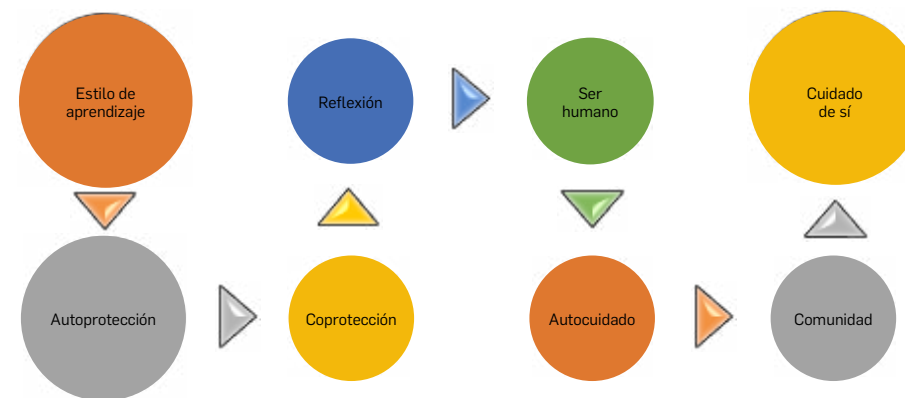 Estilo de
aprendizaje
Reflexión
Ser
humano
Cuidado
de sí
Autoprotección
Coprotección
Autocuidado
Comunidad